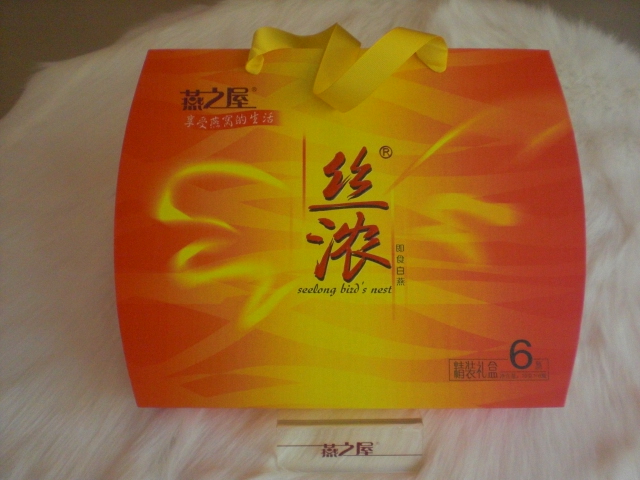 燕之屋®
享受燕窝的生活
丝浓®
即食白燕
seelong bird's nest
精装礼盒 6
燕之屋